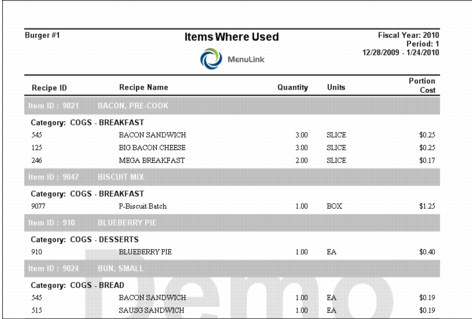 Burger #1 Items Where Used Fiscal Year: 2010
Period: 1
MenuLink 12/28/2009 - 1/24/2010
Recipe ID Recipe Name Quantity Units Portion Cost
Item ID : 9021 BACON, PRE-COOK
Category: COGS - BREAKFAST
545 BACON SANDWICH 3.00 SLICE $0.25
125 BIG BACON CHEESE 3.00 SLICE $0.25
246 MEGA BREAKFAST 2.00 SLICE $0.17
Item ID : 9047 BISCUIT MIX
Category: COGS - BREAKFAST
9077 P-Biscuit Batch 1.00 BOX $1.25
Item ID : 910 BLUEBERRY PIE
Category: COGS - DESSERTS
910 BLUEBERRY PIE 1.00 EA $0.40
Item ID : 9024 BUN, SMALL
Category: COGS - BREAD
545 BACON SANDWICH 1.00 EA $0.19
515 SAUSG SANDWICH 1.00 EA $0.19
Demo